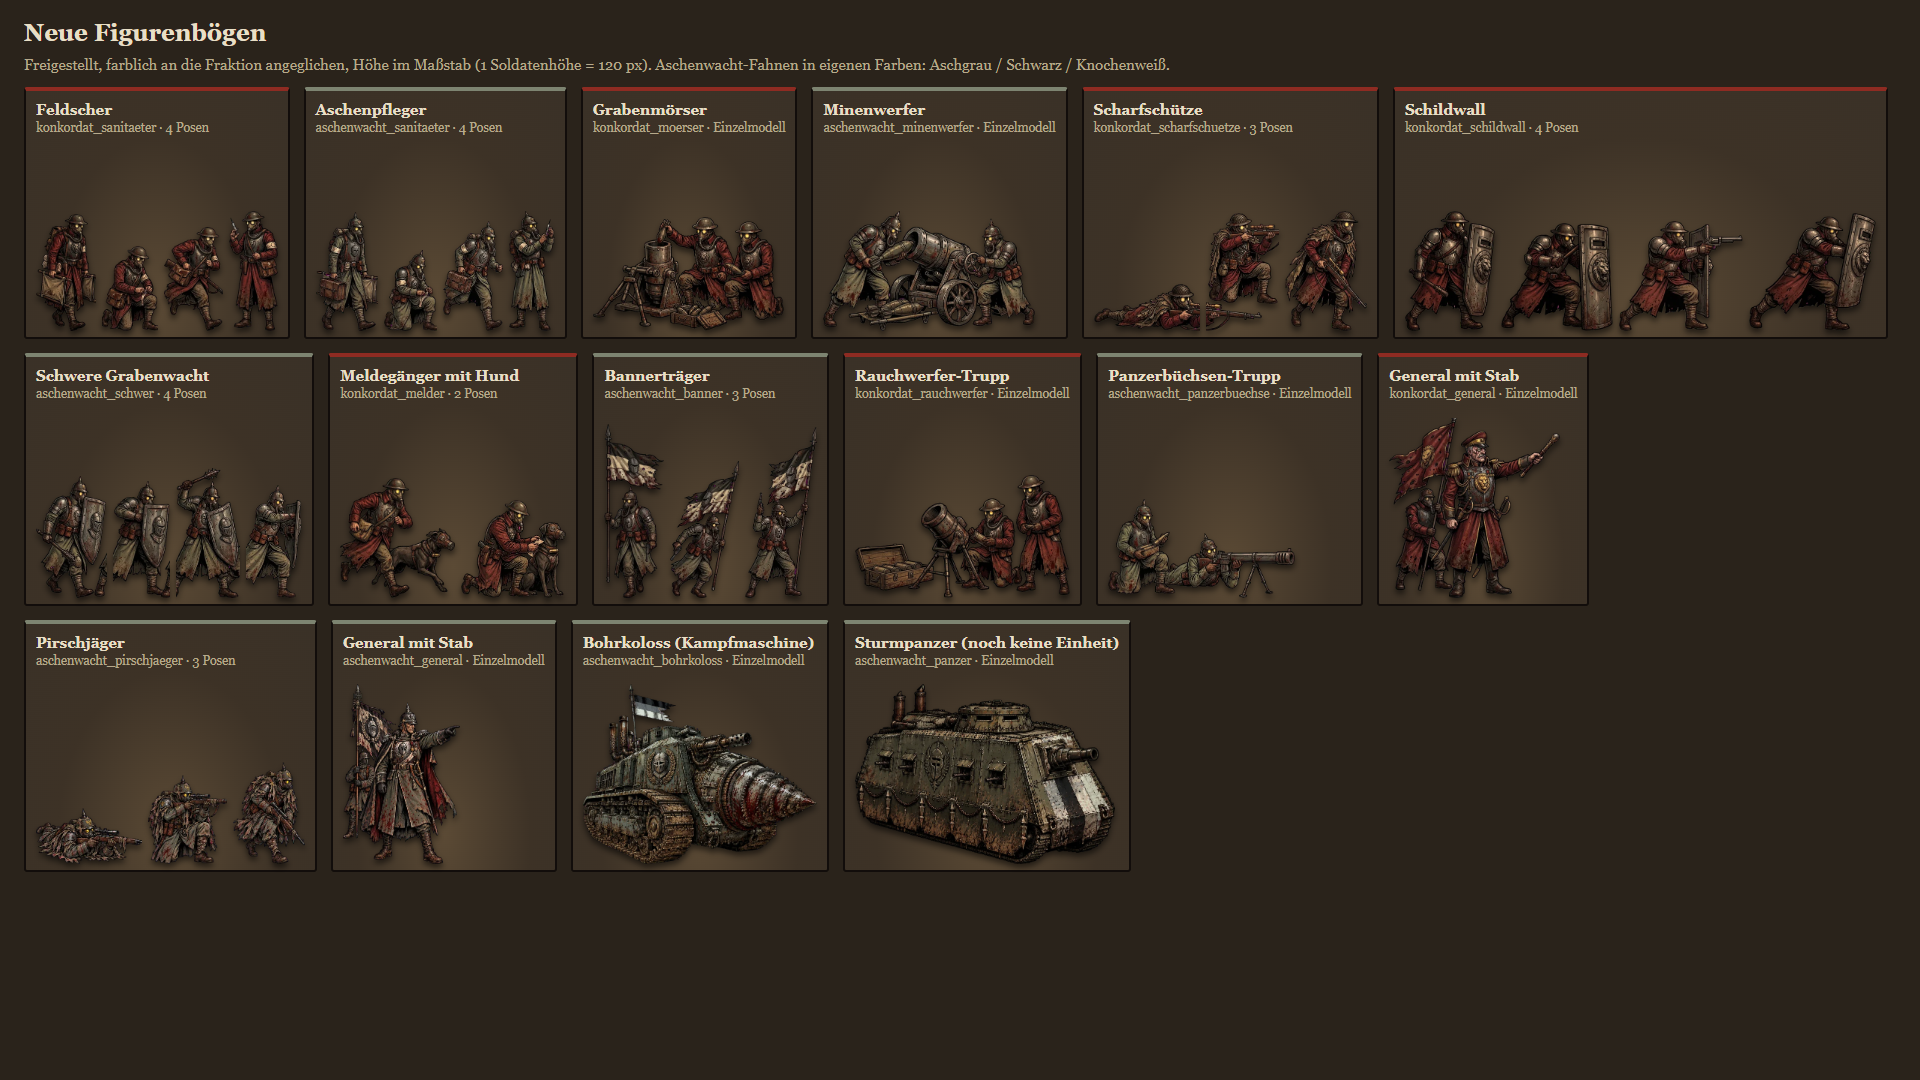 Neue Figurenbögen
Freigestellt, farblich an die Fraktion angeglichen, Höhe im Maßstab (1 Soldatenhöhe = 120 px). Aschenwacht-Fahnen in eigenen Farben: Aschgrau / Schwarz / Knochenweiß.
Feldscher
konkordat_sanitaeter · 4 Posen
Aschenpfleger
aschenwacht_sanitaeter · 4 Posen
Grabenmörser
konkordat_moerser · Einzelmodell
Minenwerfer
aschenwacht_minenwerfer · Einzelmodell
Scharfschütze
konkordat_scharfschuetze · 3 Posen
Schildwall
konkordat_schildwall · 4 Posen
Schwere Grabenwacht
aschenwacht_schwer · 4 Posen
Meldegänger mit Hund
konkordat_melder · 2 Posen
Bannerträger
aschenwacht_banner · 3 Posen
Rauchwerfer-Trupp
konkordat_rauchwerfer · Einzelmodell
Panzerbüchsen-Trupp
aschenwacht_panzerbuechse · Einzelmodell
General mit Stab
konkordat_general · Einzelmodell
Pirschjäger
aschenwacht_pirschjaeger · 3 Posen
General mit Stab
aschenwacht_general · Einzelmodell
Bohrkoloss (Kampfmaschine)
aschenwacht_bohrkoloss · Einzelmodell
Sturmpanzer (noch keine Einheit)
aschenwacht_panzer · Einzelmodell